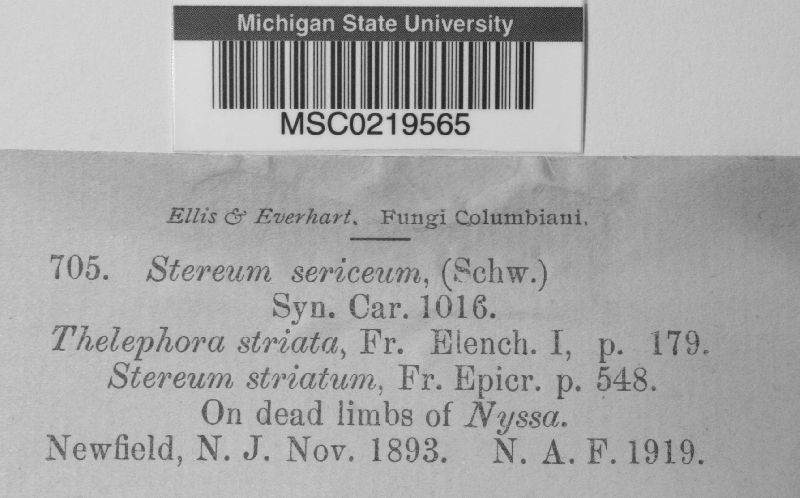 Michigan State University
MSC0219565
Ellis & Everhart. Fungi Columbiani.
705. Stereum sericeum, (Schw.)
Syn. Car. 1016.
Thelephora striata, Fr. Elench. I, p. 179.
Stereum striatum, Fr. Epicr. p. 548.
On dead limbs of Nyssa.
Newfield, N. J. Nov. 1893. N. A. F. 1919.